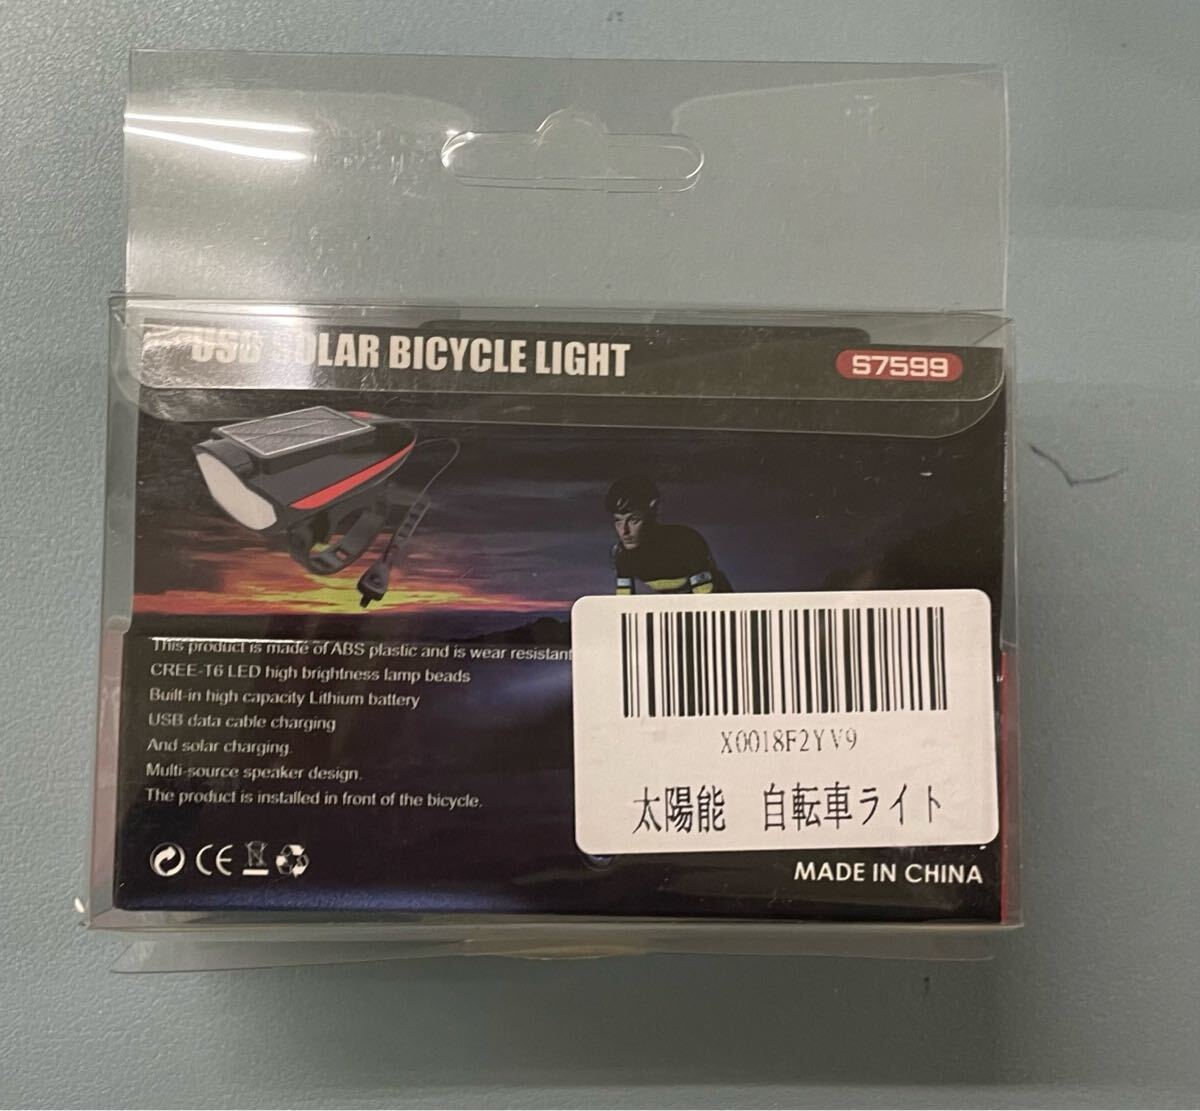 USB SOLAR BICYCLE LIGHT
S7599
This product is made of ABS plastic and is wear resistant
CREE-T6 LED high brightness lamp beads
Built-in high capacity Lithium battery
USB data cable charging
And solar charging.
Multi-source speaker design.
The product is installed in front of the bicycle.
X0018F2YV9
太陽能 自転車ライト
CE
MADE IN CHINA